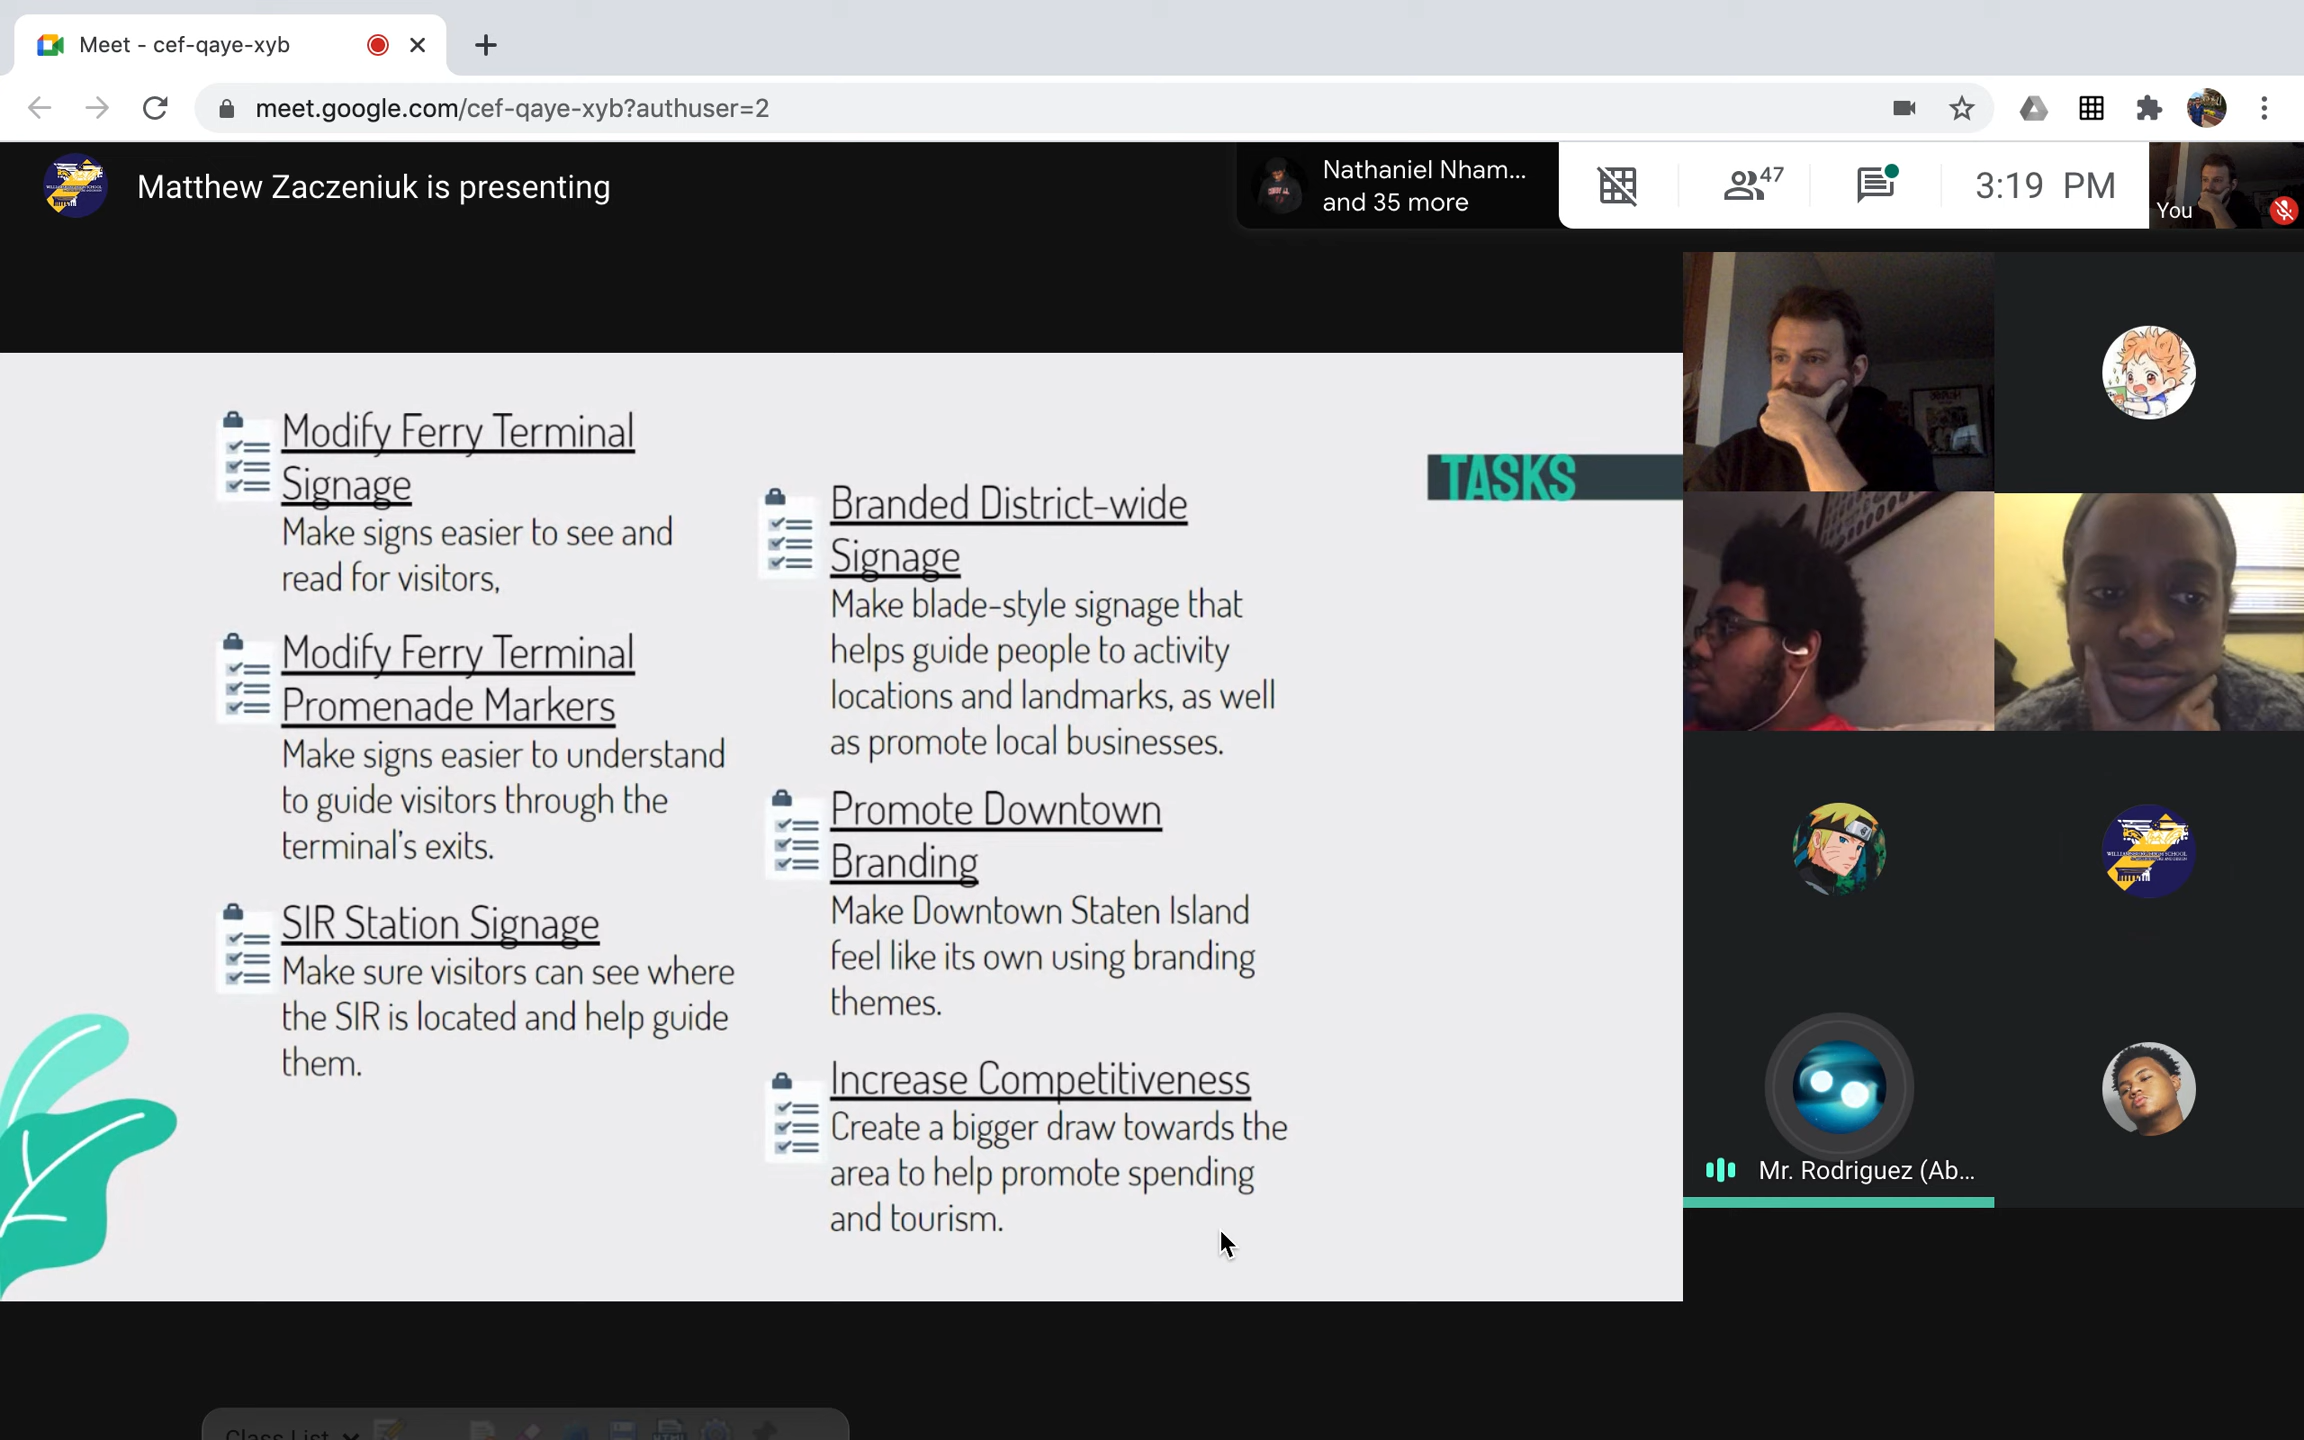 Meet - cef-qaye-xyb
meet.google.com/cef-qaye-xyb?authuser=2
Matthew Zaczeniuk is presenting
Nathaniel Nham...
and 35 more
47
3:19 PM
You
TASKS
Modify Ferry Terminal
Signage
Make signs easier to see and
read for visitors,
Modify Ferry Terminal
Promenade Markers
Make signs easier to understand
to guide visitors through the
terminal's exits.
SIR Station Signage
Make sure visitors can see where
the SIR is located and help guide
them.
Branded District-wide
Signage
Make blade-style signage that
helps guide people to activity
locations and landmarks, as well
as promote local businesses.
Promote Downtown
Branding
Make Downtown Staten Island
feel like its own using branding
themes.
Increase Competitiveness
Create a bigger draw towards the
area to help promote spending
and tourism.
Mr. Rodriguez (Ab...
Class List